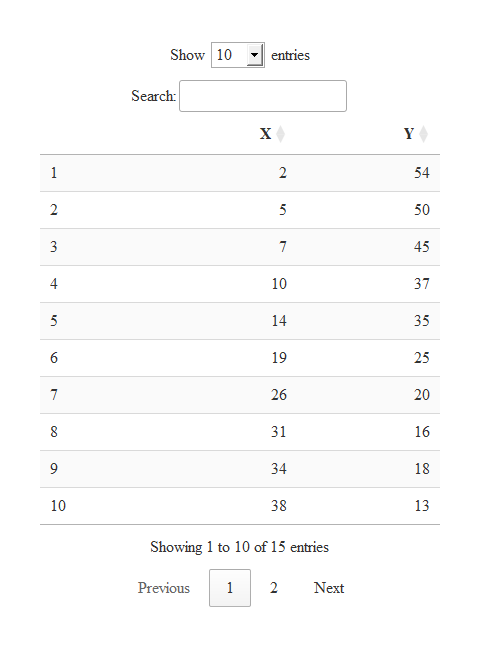 Show 10 entries
Search:
X Y
1 2 54
2 5 50
3 7 45
4 10 37
5 14 35
6 19 25
7 26 20
8 31 16
9 34 18
10 38 13
Showing 1 to 10 of 15 entries
Previous 1 2 Next